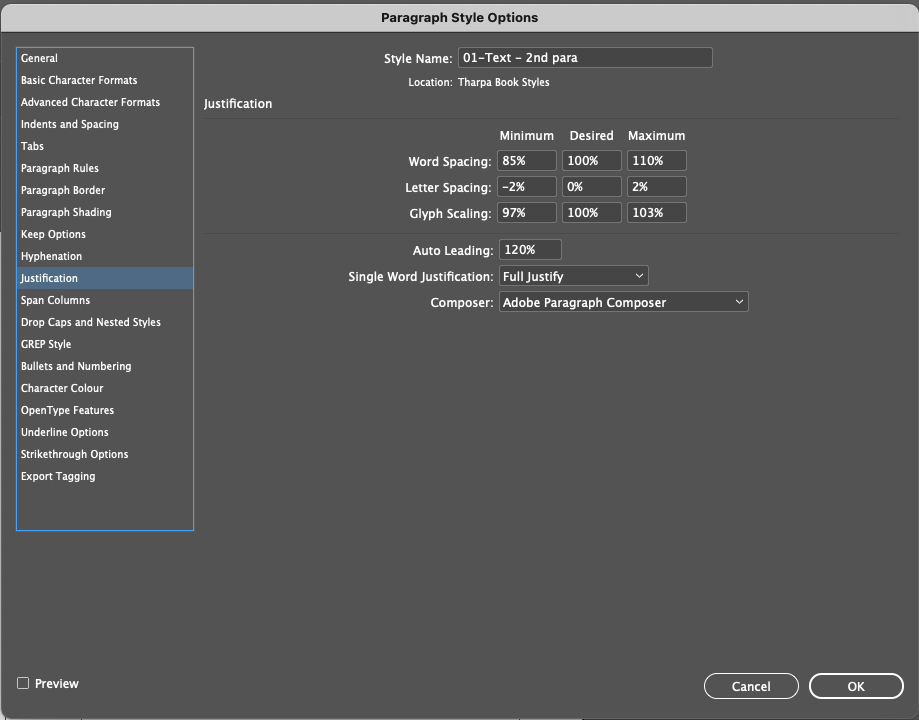 Paragraph Style Options
General
Basic Character Formats
Advanced Character Formats
Indents and Spacing
Tabs
Paragraph Rules
Paragraph Border
Paragraph Shading
Keep Options
Hyphenation
Justification
Span Columns
Drop Caps and Nested Styles
GREP Style
Bullets and Numbering
Character Colour
OpenType Features
Underline Options
Strikethrough Options
Export Tagging
Style Name: 01-Text - 2nd para
Location: Tharpa Book Styles
Justification
Minimum Desired Maximum
Word Spacing: 85% 100% 110%
Letter Spacing: -2% 0% 2%
Glyph Scaling: 97% 100% 103%
Auto Leading: 120%
Single Word Justification: Full Justify
Composer: Adobe Paragraph Composer
Preview
Cancel OK